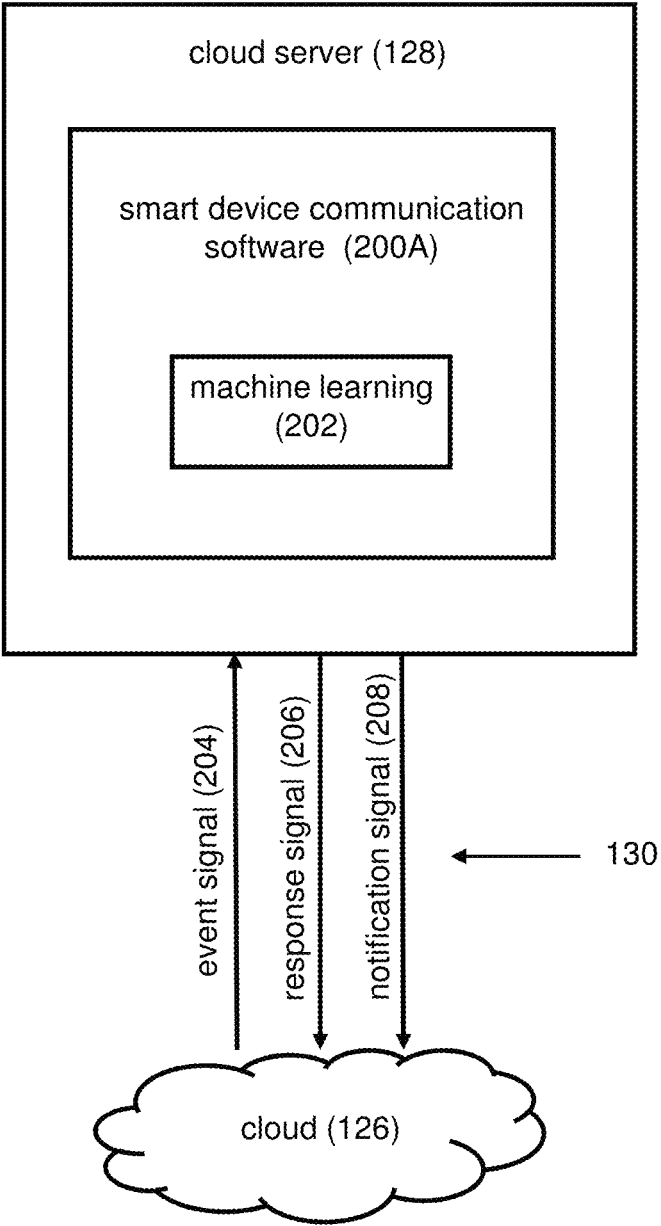 cloud server (128)
smart device communication
software  (200A)
machine learning
(202)
event signal (204)
response signal (206)
notification signal (208)
130
cloud (126)